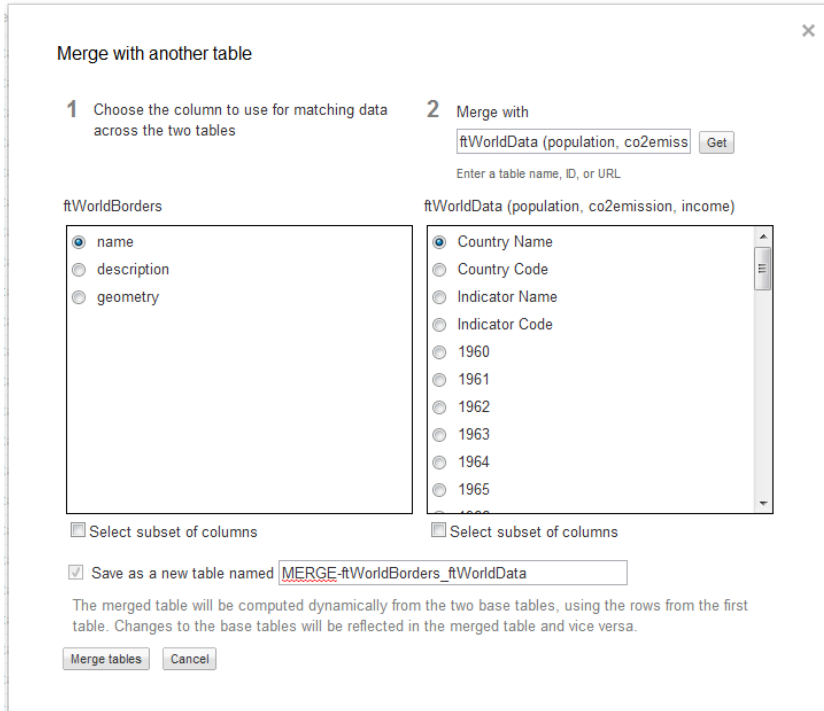 ×
Merge with another table
1 Choose the column to use for matching data
across the two tables
2 Merge with
ftWorldData (population, co2emiss
Get
Enter a table name, ID, or URL
ftWorldBorders
name
description
geometry
Select subset of columns
ftWorldData (population, co2emission, income)
Country Name
Country Code
Indicator Name
Indicator Code
1960
1961
1962
1963
1964
1965
Select subset of columns
Save as a new table named MERGE-ftWorldBorders_ftWorldData
The merged table will be computed dynamically from the two base tables, using the rows from the first
table. Changes to the base tables will be reflected in the merged table and vice versa.
Merge tables Cancel